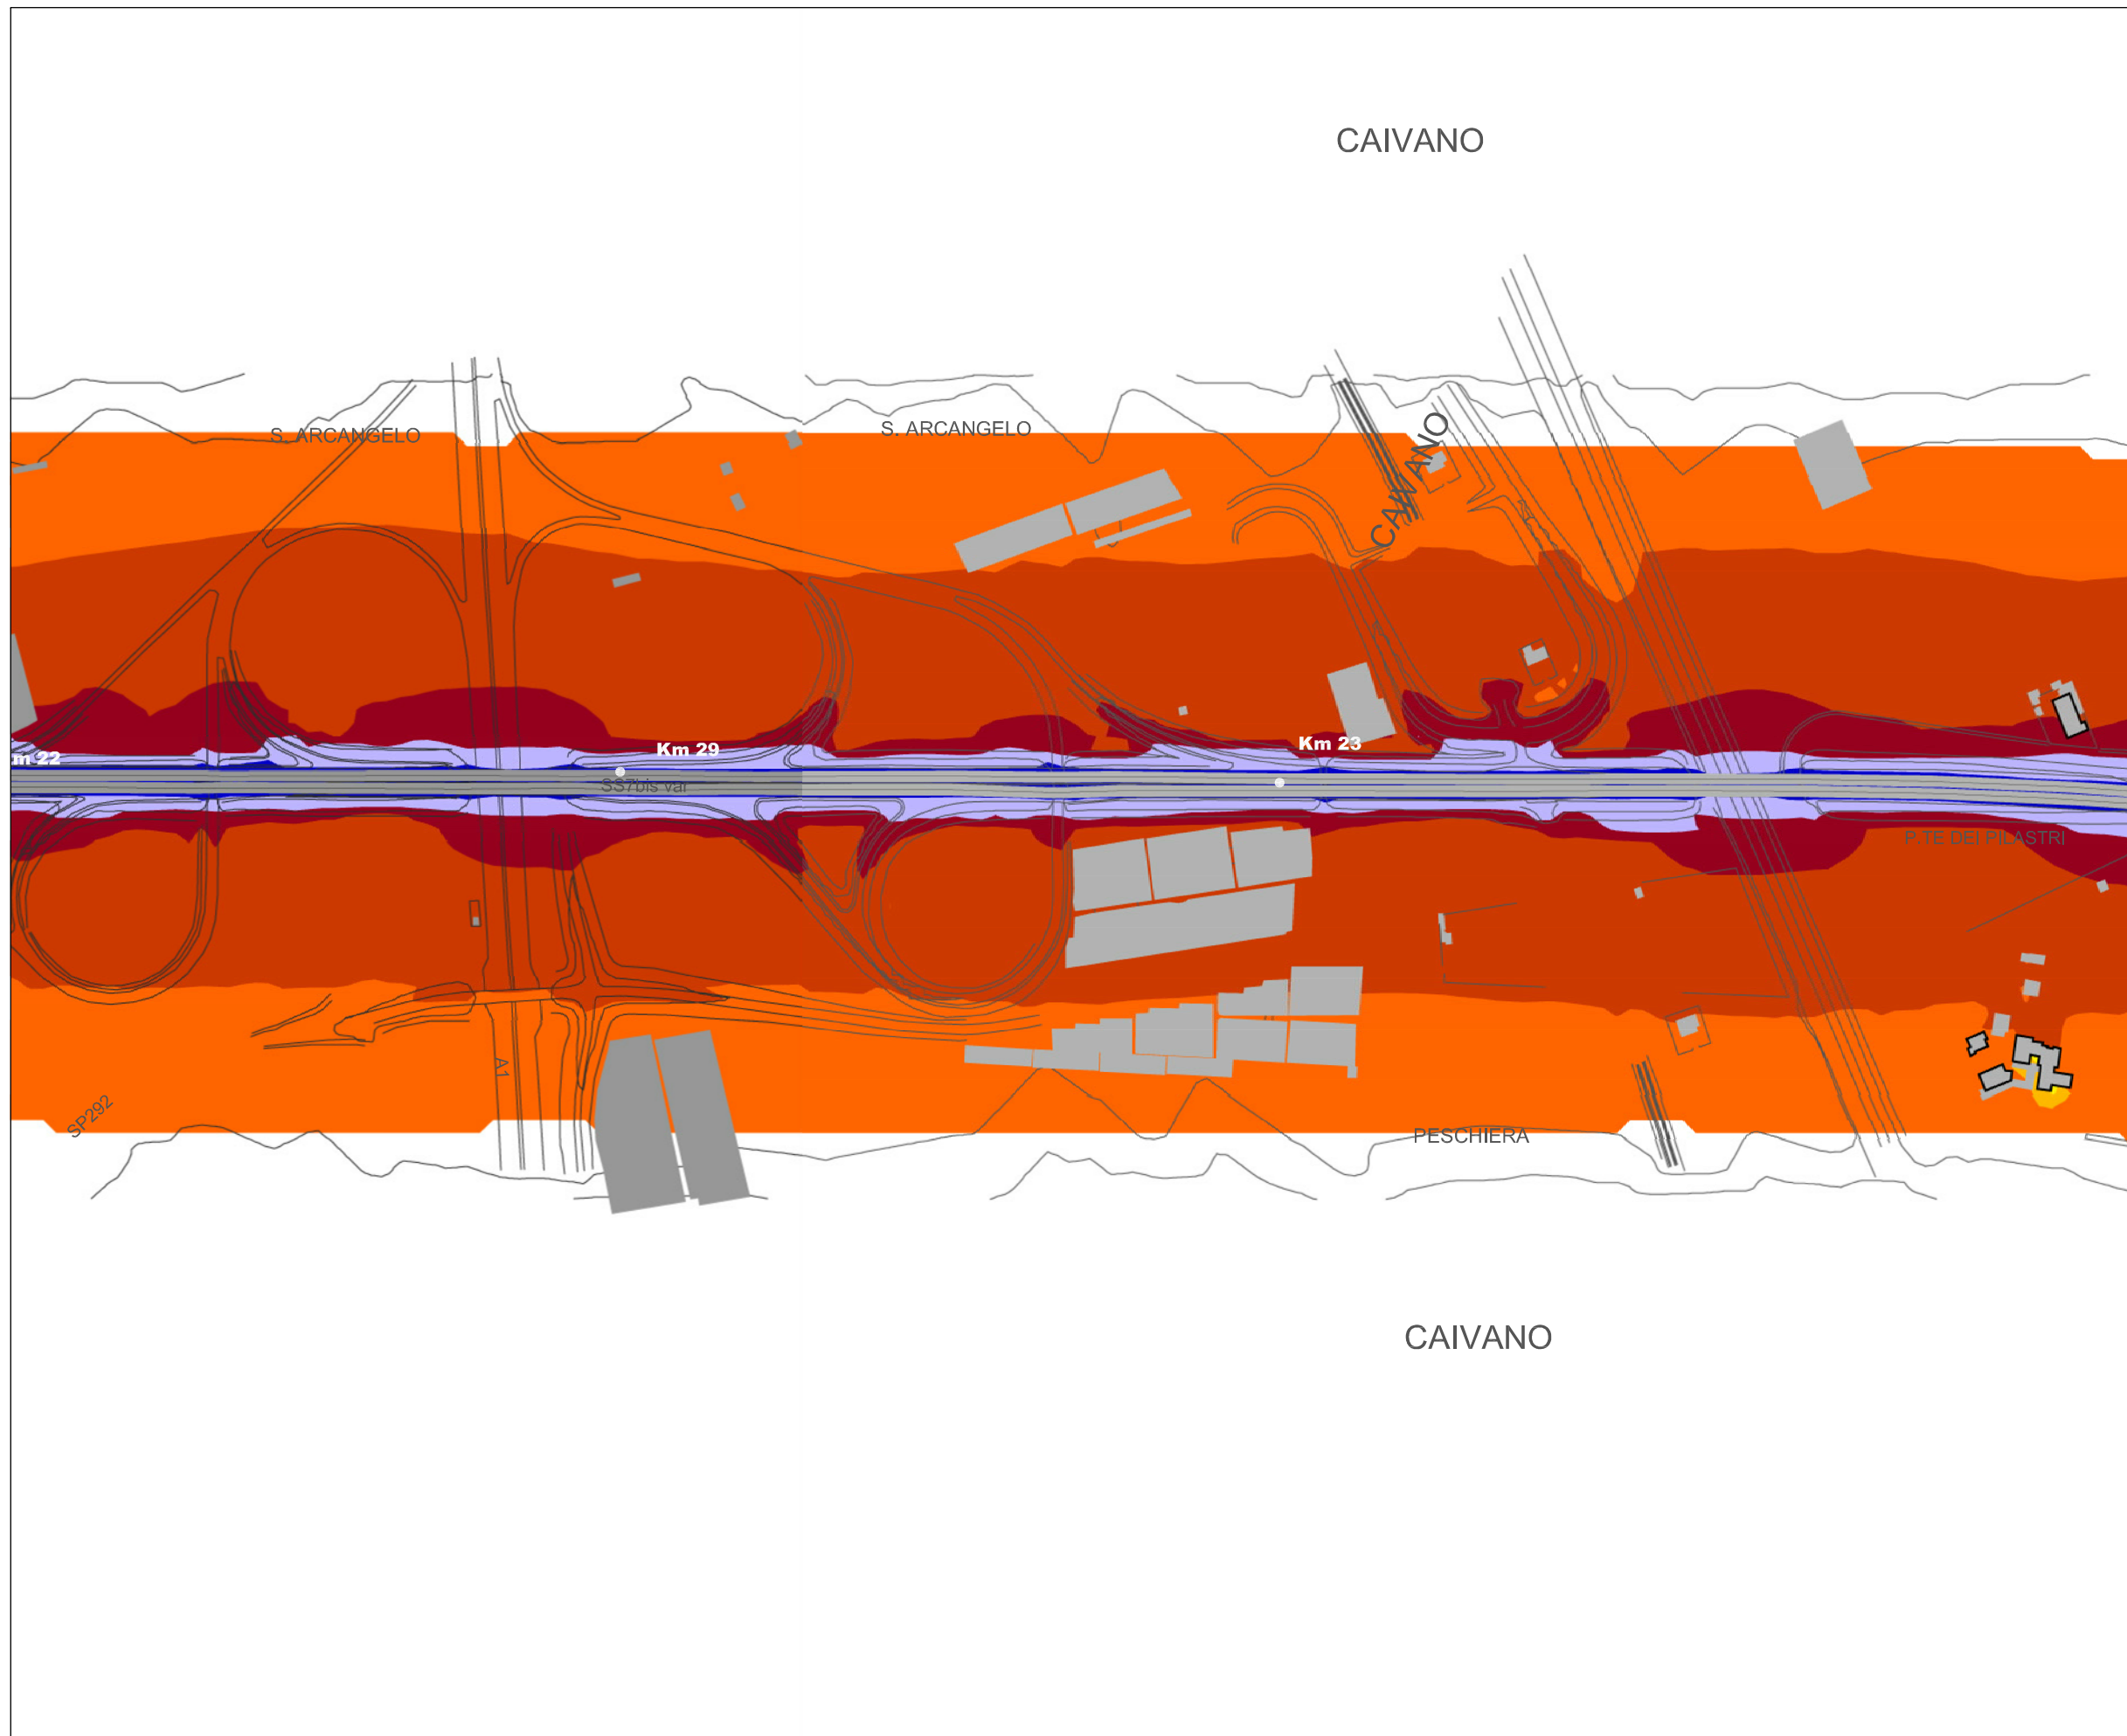 CAIVANO
S. ARCANGELO
S. ARCANGELO
CAIVANO
Km 29
Km 23
m 22
SS7bis var
P.TE DEI PILASTRI
A1
SP292
PESCHIERA
CAIVANO